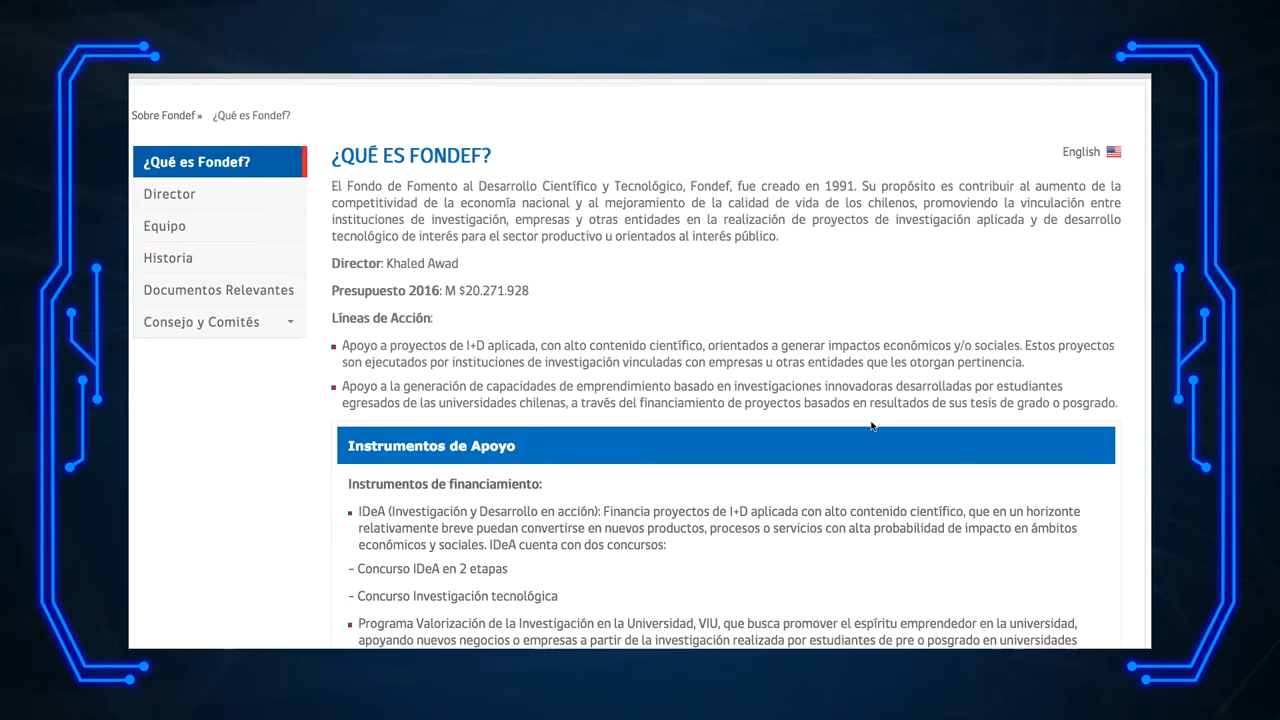 Sobre Fondef » ¿Qué es Fondef?
¿Qué es Fondef?
Director
Equipo
Historia
Documentos Relevantes
Consejo y Comités
¿QUÉ ES FONDEF?
English
El Fondo de Fomento al Desarrollo Científico y Tecnológico, Fondef, fue creado en 1991. Su propósito es contribuir al aumento de la
competitividad de la economía nacional y al mejoramiento de la calidad de vida de los chilenos, promoviendo la vinculación entre
instituciones de investigación, empresas y otras entidades en la realización de proyectos de investigación aplicada y de desarrollo
tecnológico de interés para el sector productivo u orientados al interés público.
Director: Khaled Awad
Presupuesto 2016: M $20.271.928
Líneas de Acción:
Apoyo a proyectos de I+D aplicada, con alto contenido científico, orientados a generar impactos económicos y/o sociales. Estos proyectos
son ejecutados por instituciones de investigación vinculadas con empresas u otras entidades que les otorgan pertinencia.
Apoyo a la generación de capacidades de emprendimiento basado en investigaciones innovadoras desarrolladas por estudiantes
egresados de las universidades chilenas, a través del financiamiento de proyectos basados en resultados de sus tesis de grado o posgrado.
Instrumentos de Apoyo
Instrumentos de financiamiento:
IDeA (Investigación y Desarrollo en acción): Financia proyectos de I+D aplicada con alto contenido científico, que en un horizonte
relativamente breve puedan convertirse en nuevos productos, procesos o servicios con alta probabilidad de impacto en ámbitos
económicos y sociales. IDeA cuenta con dos concursos:
– Concurso IDeA en 2 etapas
– Concurso Investigación tecnológica
Programa Valorización de la Investigación en la Universidad, VIU, que busca promover el espíritu emprendedor en la universidad,
apoyando nuevos negocios o empresas a partir de la investigación realizada por estudiantes de pre o posgrado en universidades